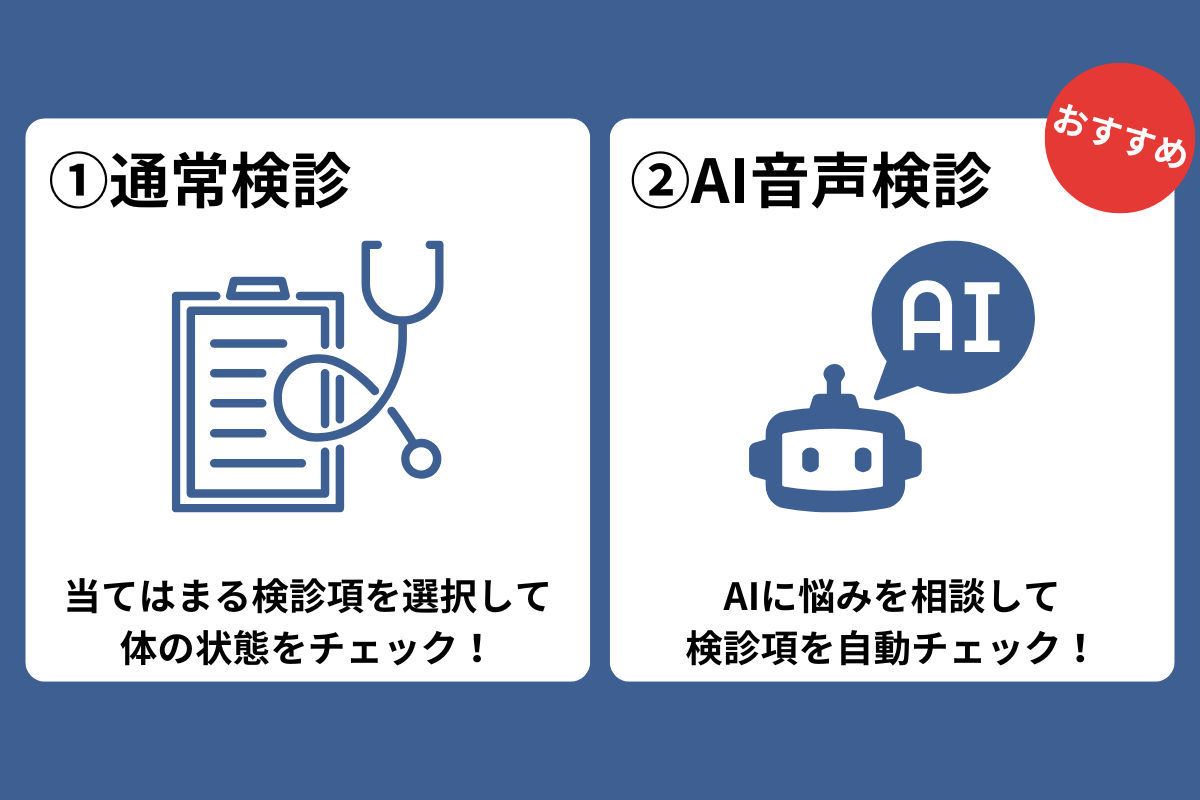 ①通常検診
当てはまる検診項を選択して
体の状態をチェック！
②AI音声検診
おすすめ
AI
AIに悩みを相談して
検診項を自動チェック！